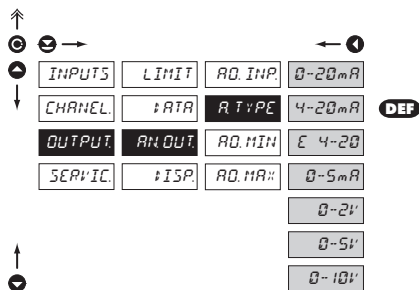 INPUTS LIMIT AO. INP. 0-20mA
CHANEL. DATA A.TYPE 4-20mA DEF
OUTPUT. AN.OUT. AO. MIN E 4-20
SERVIC. DISP. AO. MAX 0-5mA
0-2V
0-5V
0-10V